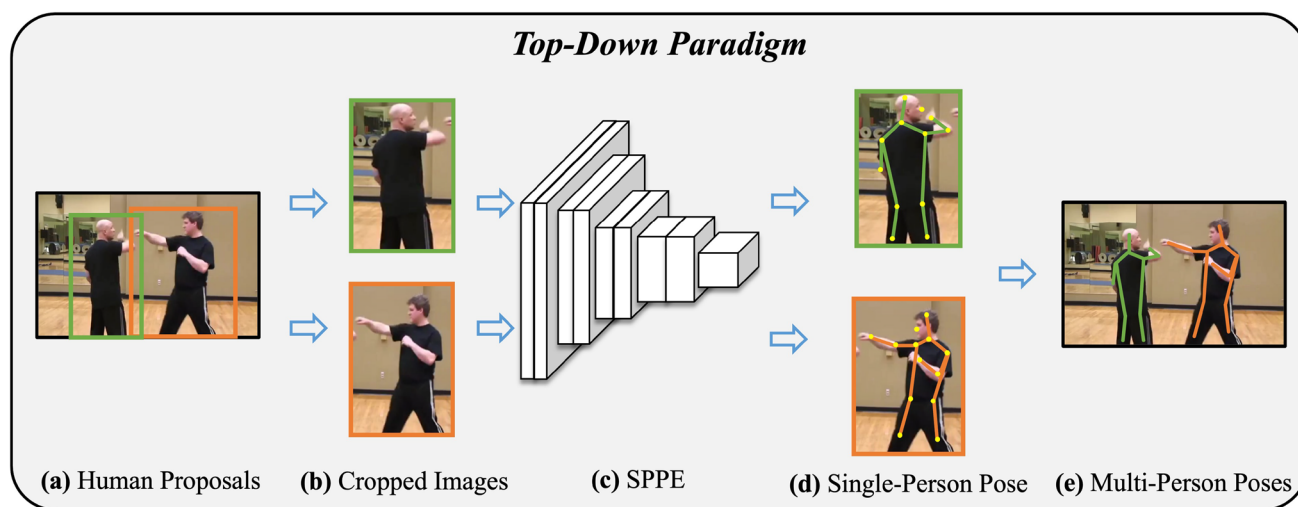 Top-Down Paradigm
(a) Human Proposals
(b) Cropped Images
(c) SPPE
(d) Single-Person Pose
(e) Multi-Person Poses